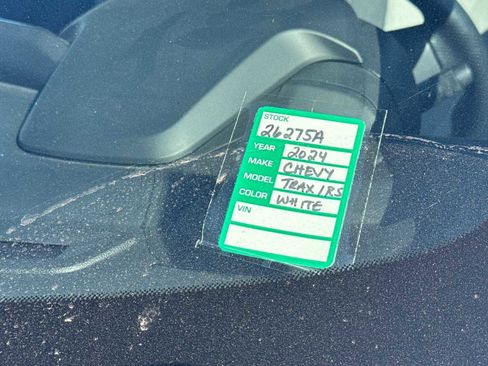 STOCK
26275A
YEAR 2024
MAKE CHEVY
MODEL TRAX 1RS
COLOR WHITE
VIN